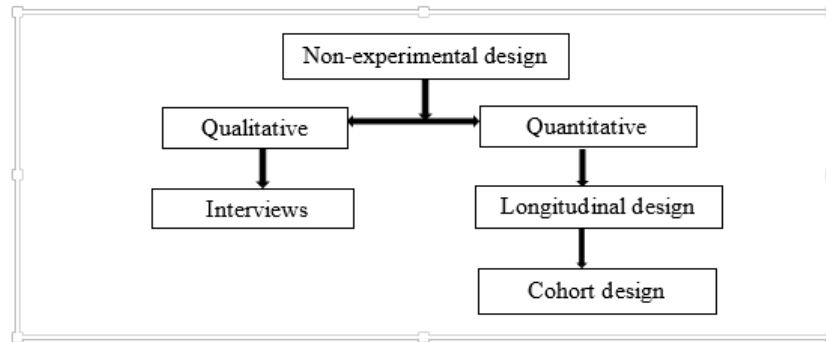 Non-experimental design
Qualitative
Quantitative
Interviews
Longitudinal design
Cohort design